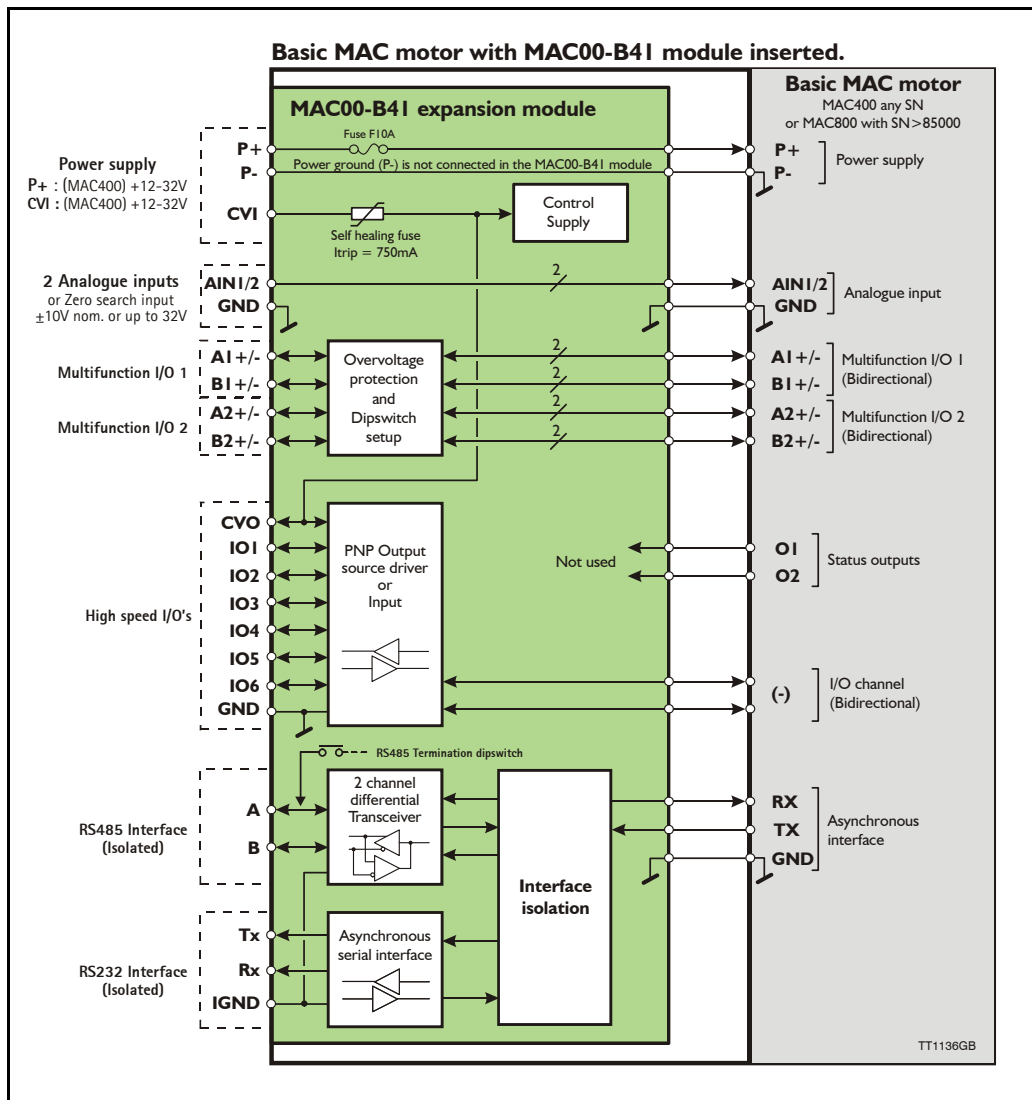 Basic MAC motor with MAC00-B41 module inserted.
MAC00-B41 expansion module
Basic MAC motor
MAC400 any SN
or MAC800 with SN>85000
Power supply
P+ : (MAC400) +12-32V
CVI : (MAC400) +12-32V
P+
P-
CVI
Fuse F10A
Power ground (P-) is not connected in the MAC00-B41 module
Self healing fuse
Itrip = 750mA
Control
Supply
P+
P-
Power supply
2 Analogue inputs
or Zero search input
±10V nom. or up to 32V
AIN1/2
GND
2
AIN1/2
GND
Analogue input
Multifunction I/O 1
Multifunction I/O 2
A1+/-
B1+/-
A2+/-
B2+/-
Overvoltage
protection
and
Dipswitch
setup
2
2
2
2
A1+/-
B1+/-
A2+/-
B2+/-
Multifunction I/O 1
(Bidirectional)
Multifunction I/O 2
(Bidirectional)
High speed I/O's
CVO
IO1
IO2
IO3
IO4
IO5
IO6
GND
PNP Output
source driver
or
Input
Not used
O1
O2
Status outputs
(-)
I/O channel
(Bidirectional)
RS485 Termination dipswitch
RS485 Interface
(Isolated)
A
B
2 channel
differential
Transceiver
Interface
isolation
RX
TX
GND
Asynchronous
interface
RS232 Interface
(Isolated)
Tx
Rx
IGND
Asynchronous
serial interface
TT1136GB